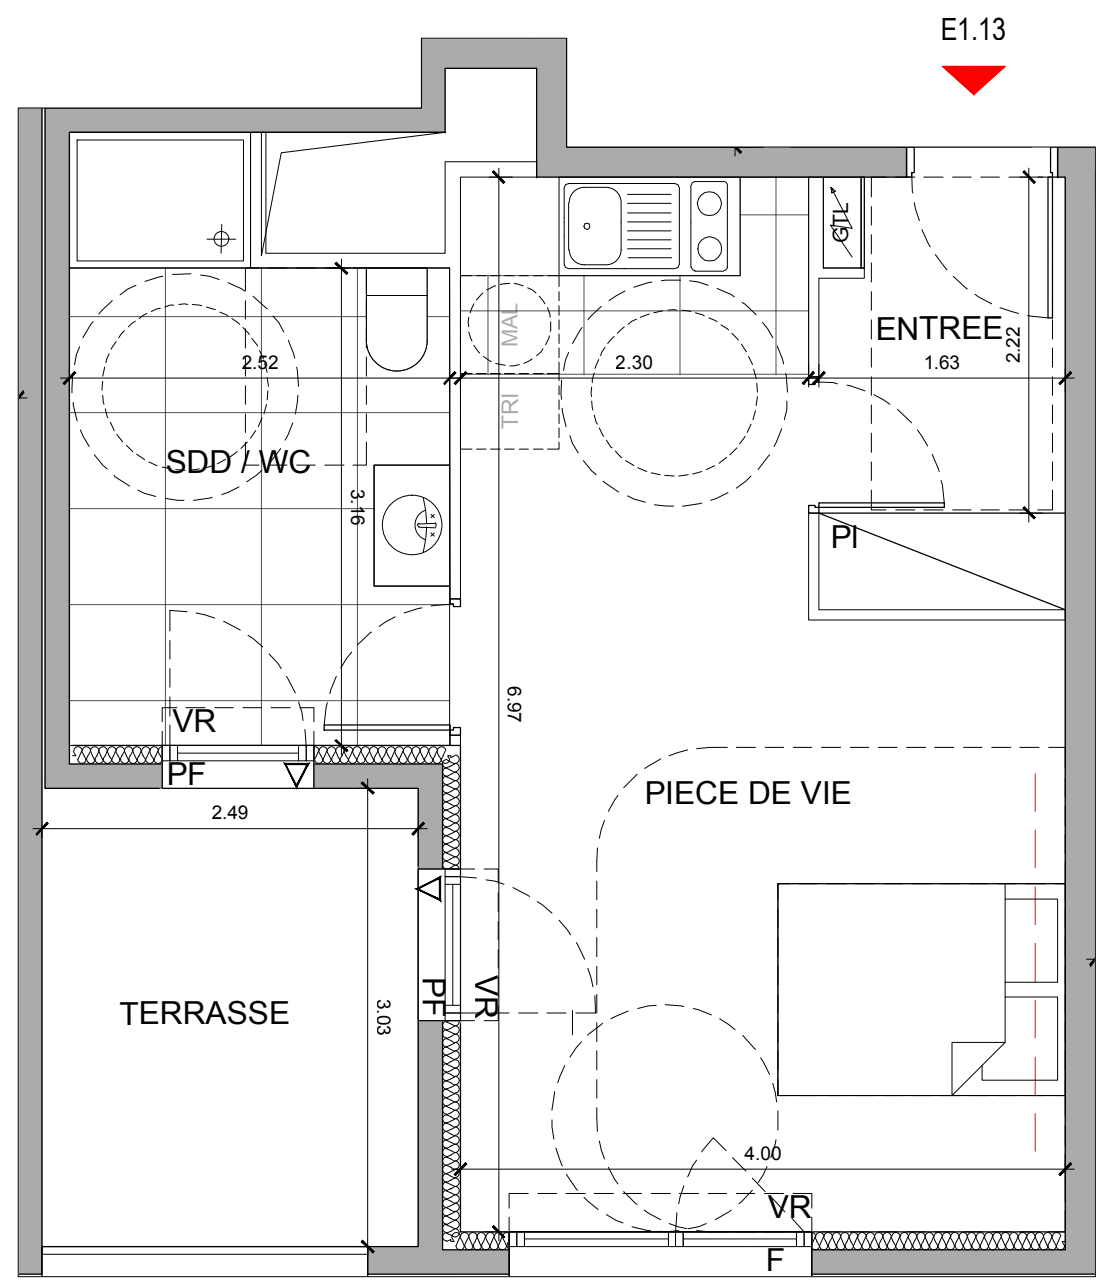 E1.13
GTL
MAL
ENTREE
2.22
2.52
2.30
1.63
TRI
SDD / WC
3.16
PI
6.97
VR
PF
PIECE DE VIE
2.49
VR
PF
TERRASSE
3.03
4.00
VR
F